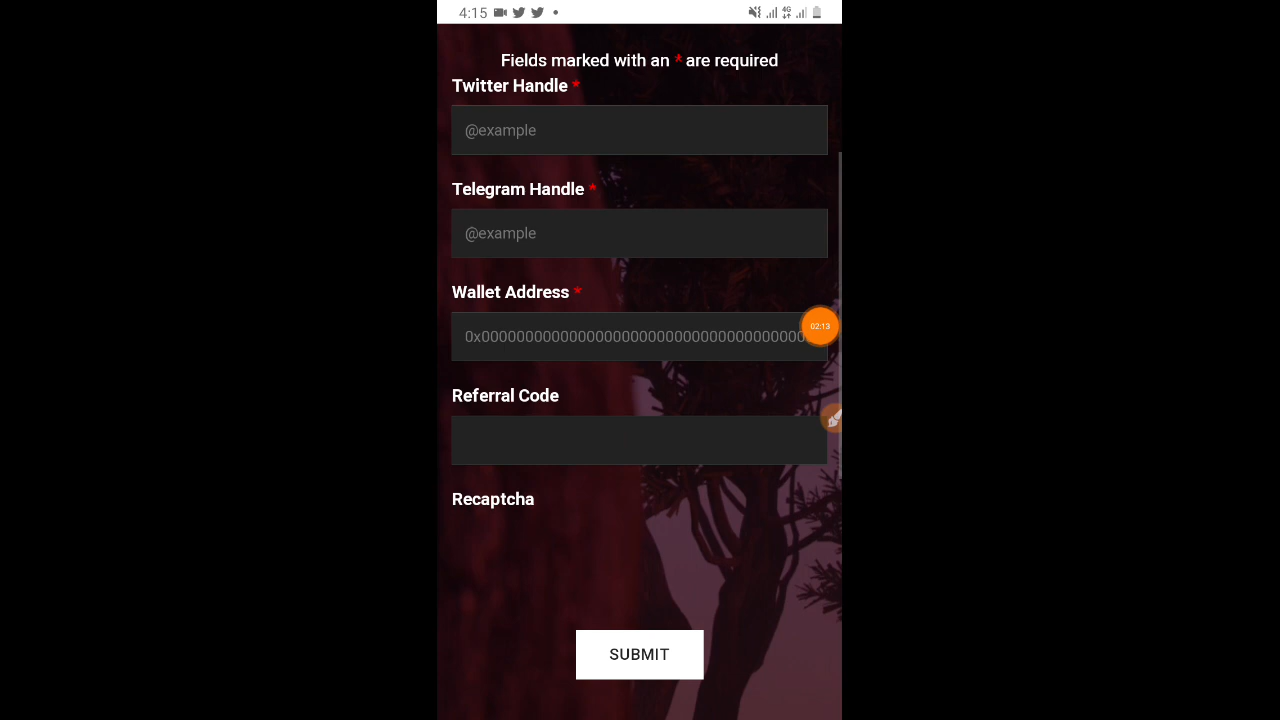 4:15
4G
Fields marked with an * are required
Twitter Handle *
@example
Telegram Handle *
@example
Wallet Address *
02:13
Referral Code
Recaptcha
SUBMIT